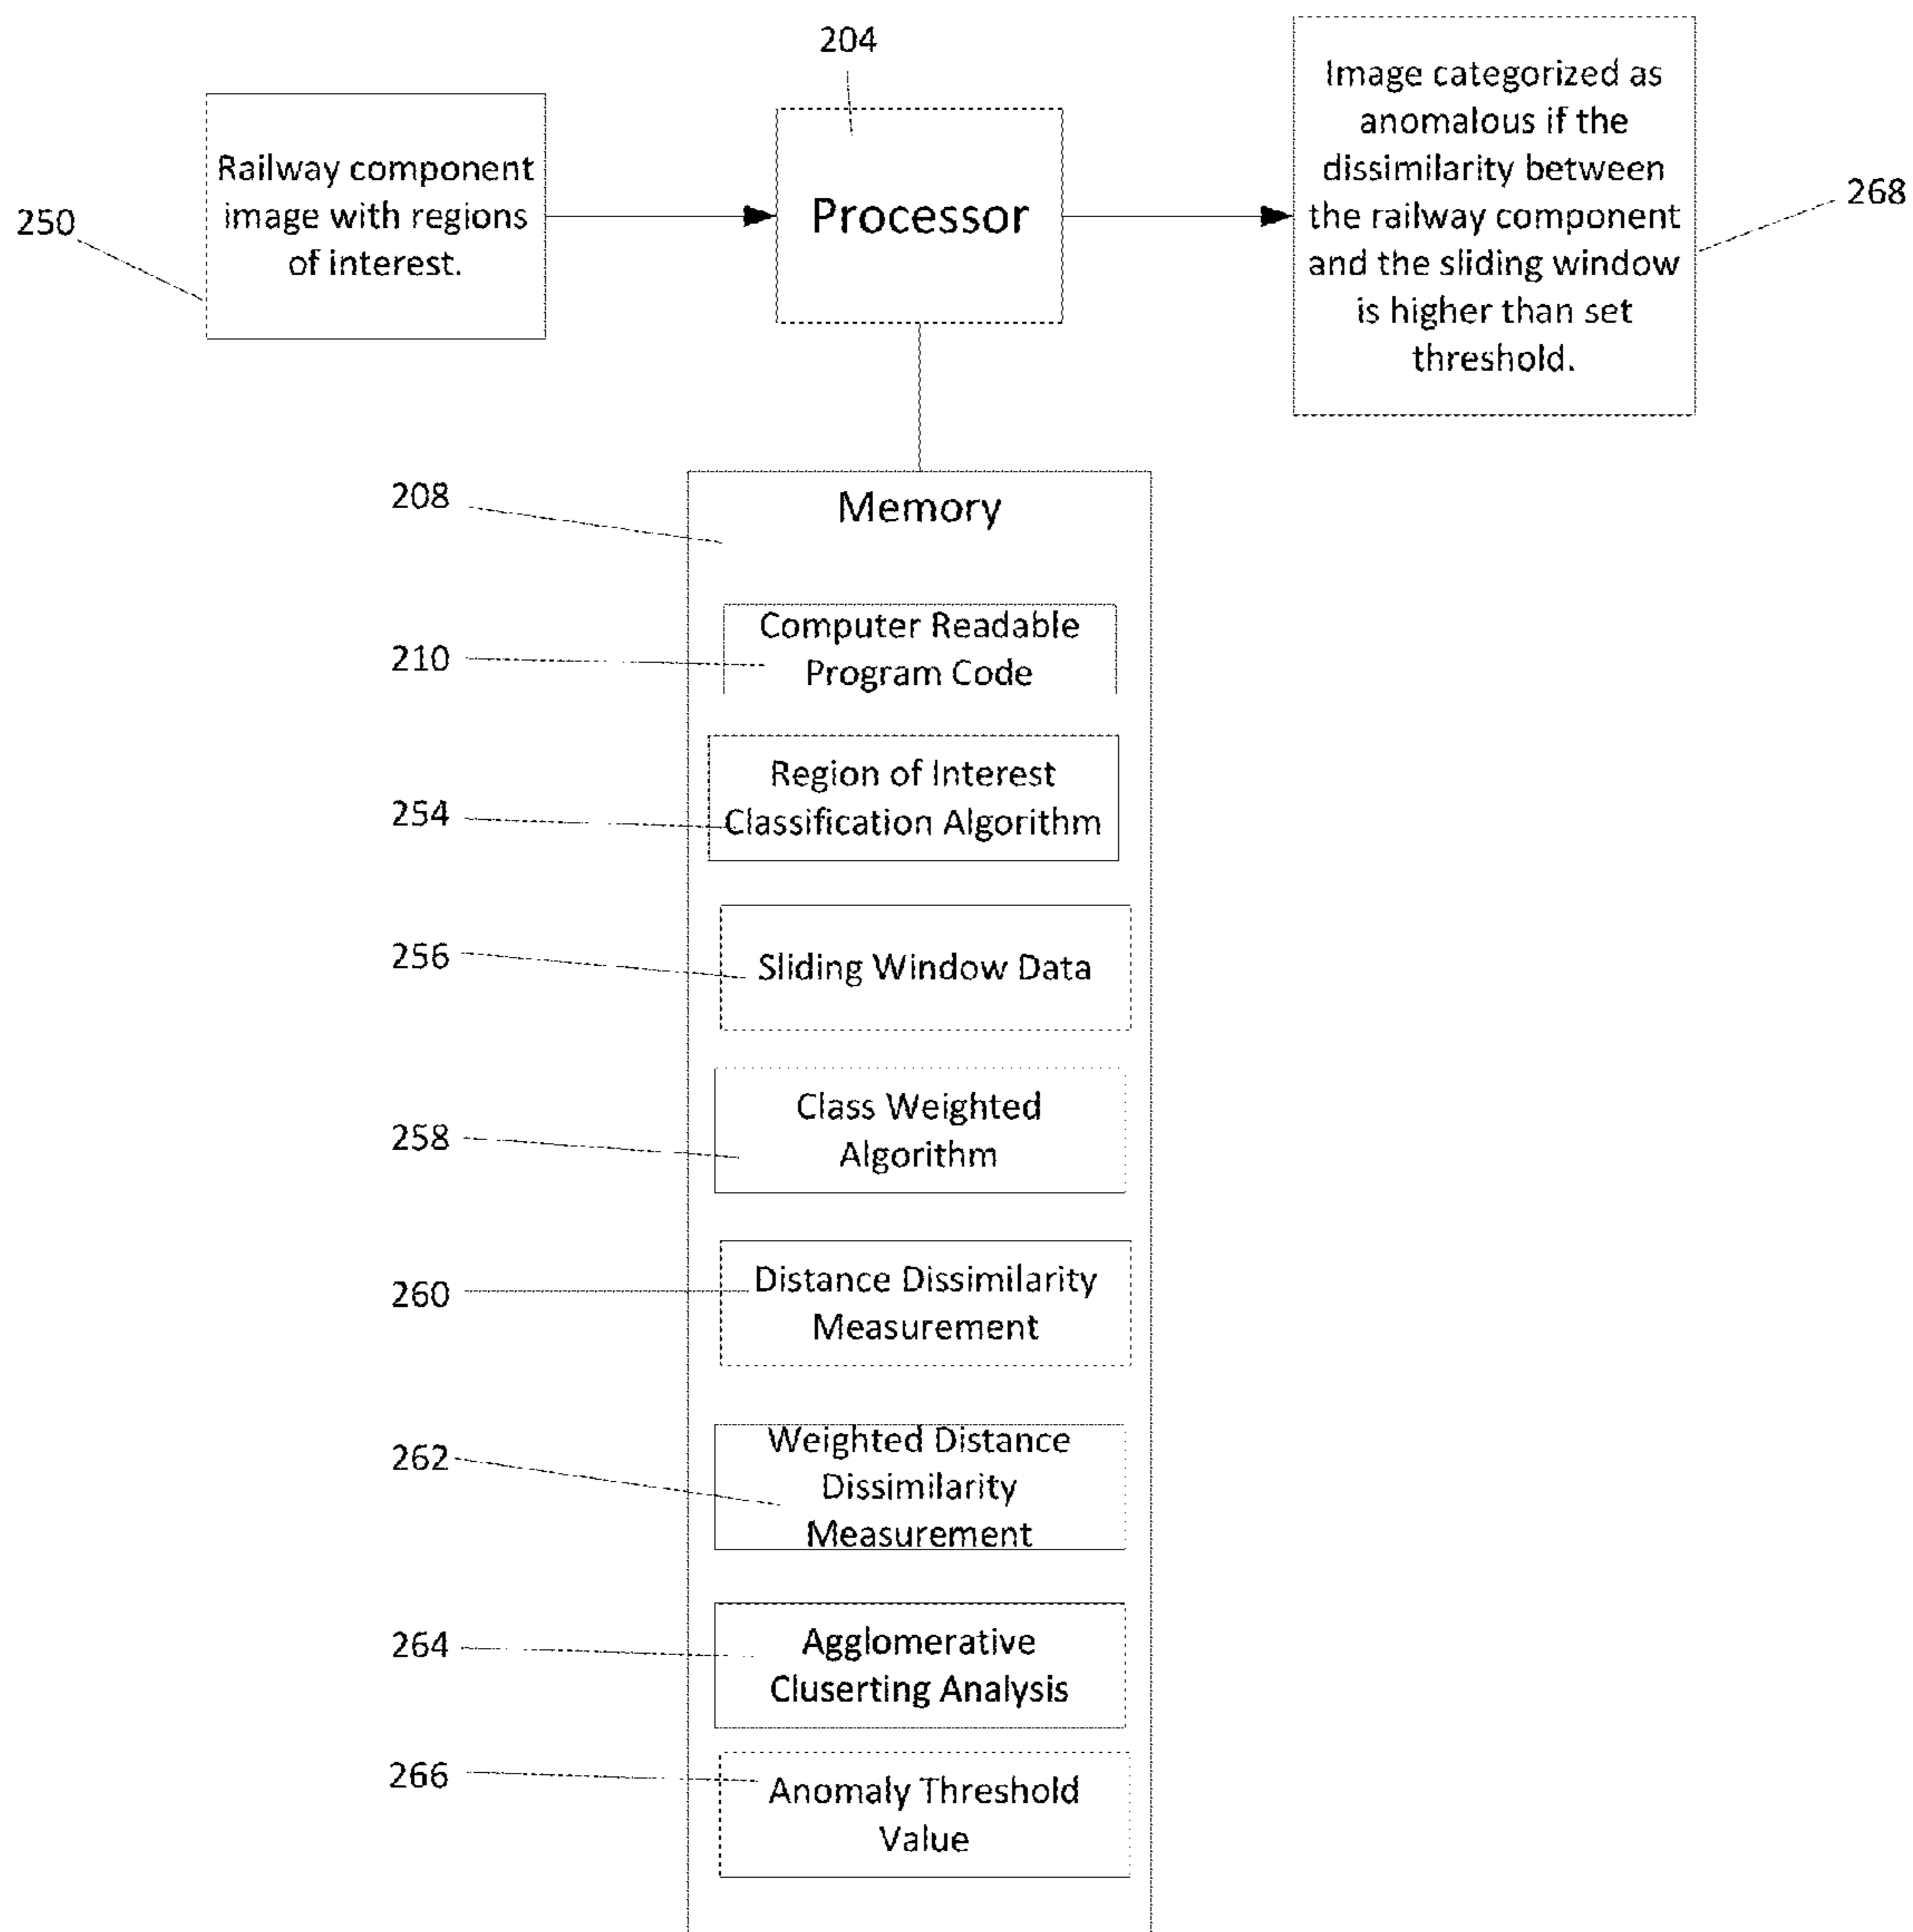 204
Railway component
image with regions
of interest.
250
Processor
Image categorized as
anomalous if the
dissimilarity between
the railway component
and the sliding window
is higher than set
threshold.
268
208
Memory
210
Computer Readable
Program Code
254
Region of Interest
Classification Algorithm
256
Sliding Window Data
258
Class Weighted
Algorithm
260
Distance Dissimilarity
Measurement
262
Weighted Distance
Dissimilarity
Measurement
264
Agglomerative
Cluserting Analysis
266
Anomaly Threshold
Value